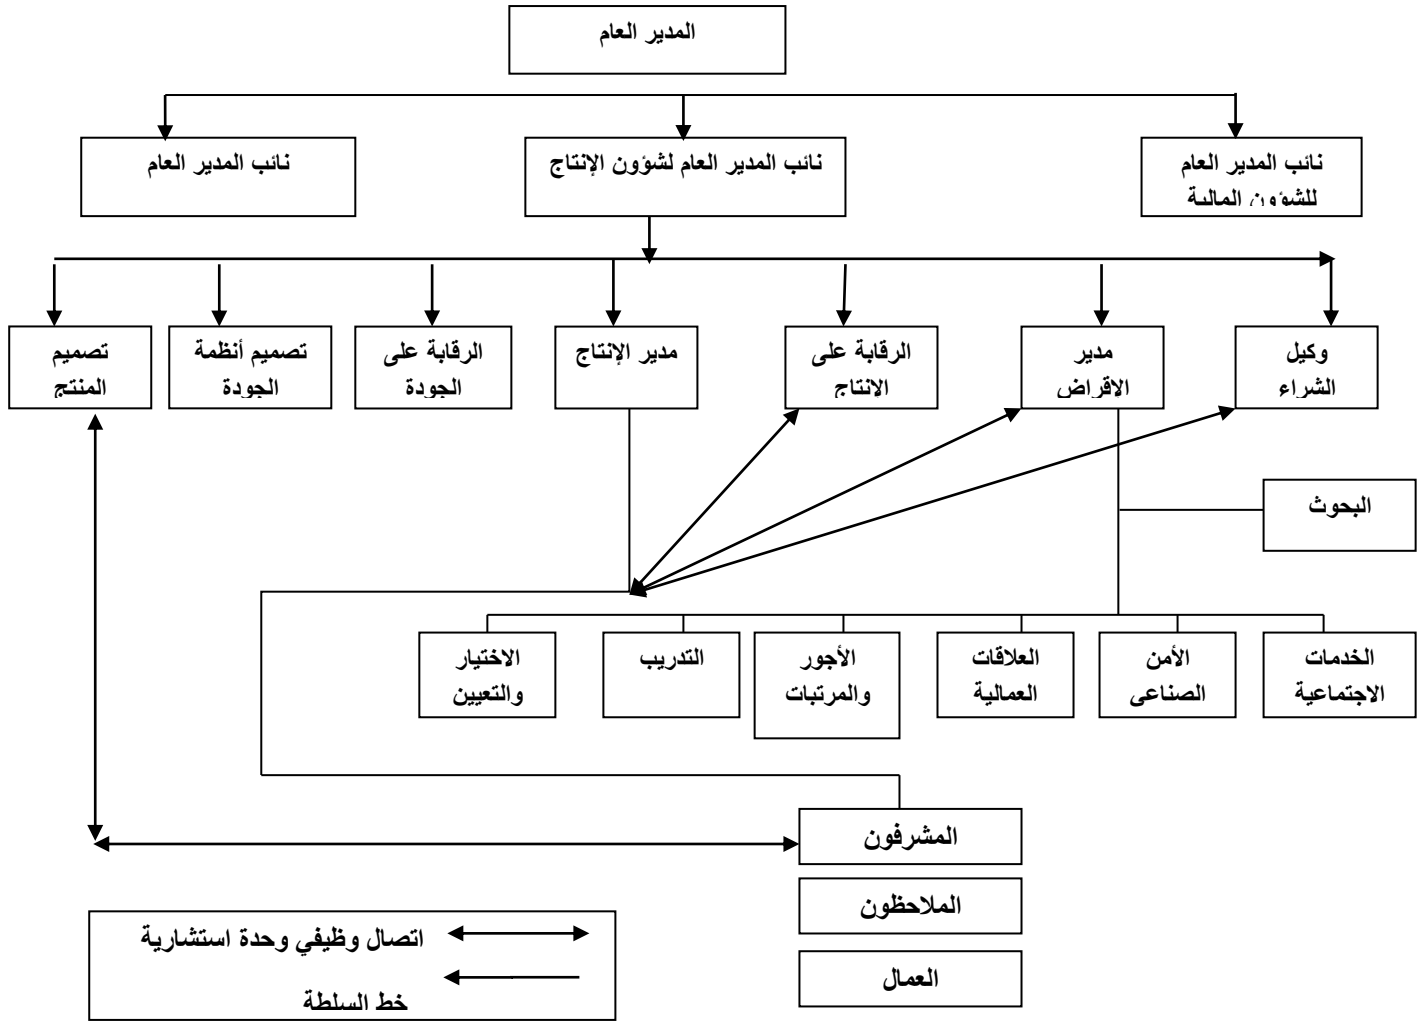 المدير العام
نائب المدير العام
للشؤون المالية
نائب المدير العام لشؤون الإنتاج
نائب المدير العام
وكيل
الشراء
مدير
الاقراض
الرقابة على
الانتاج
مدير الإنتاج
الرقابة على
الجودة
تصميم أنظمة
الجودة
تصميم
المنتج
البحوث
الخدمات
الاجتماعية
الأمن
الصناعى
العلاقات
العمالية
الأجور
والمرتبات
التدريب
الاختيار
والتعيين
المشرفون
الملاحظون
العمال
اتصال وظيفي وحدة استشارية
خط السلطة